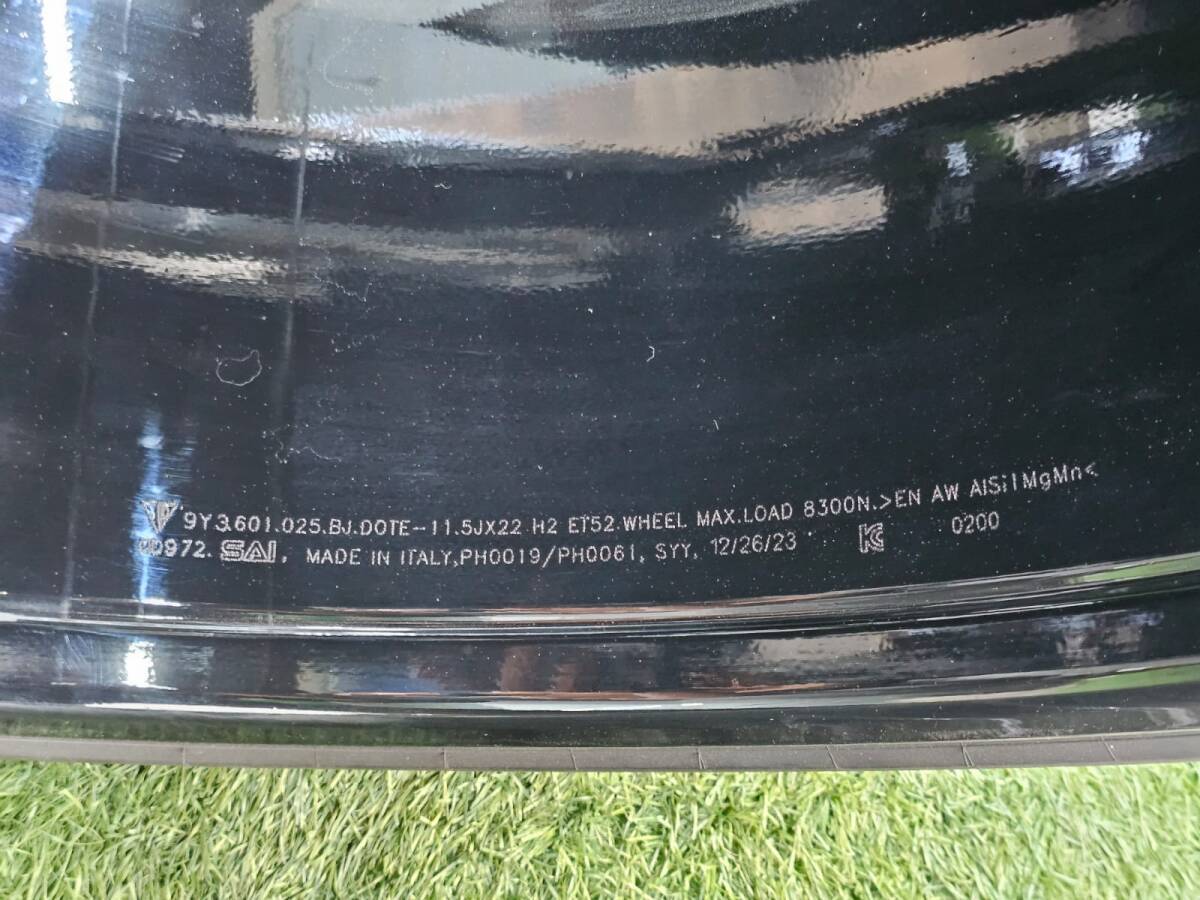 9Y3.601.025.BJ.DOTE-11.5JX22 H2 ET52.WHEEL MAX.LOAD 8300N.>EN AW AlSi1MgMn<
SAI, MADE IN ITALY,PH0019/PH0061, SYY, 12/26/23 0200